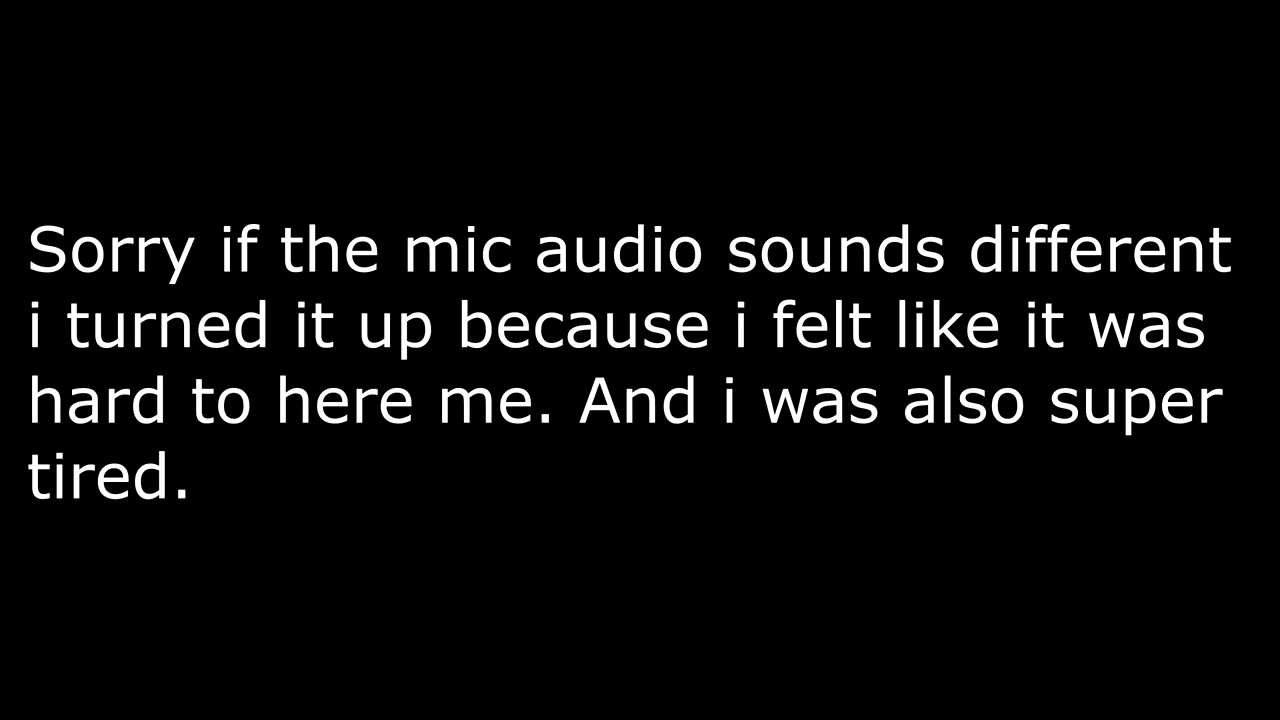 Sorry if the mic audio sounds different
i turned it up because i felt like it was
hard to here me. And i was also super
tired.